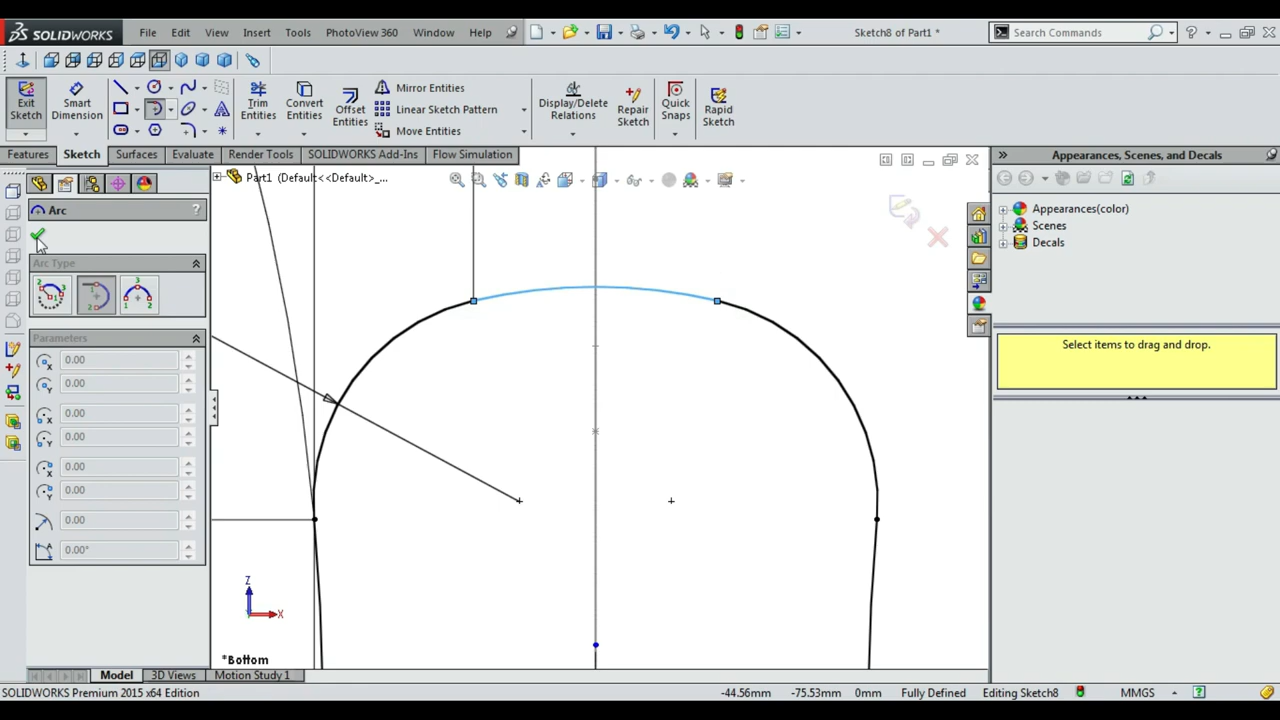 SOLIDWORKS File Edit View Insert Tools PhotoView 360 Window Help Sketch8 of Part1 * Search Commands
Exit Sketch
Smart Dimension
Trim Entities
Convert Entities
Offset Entities
Mirror Entities
Linear Sketch Pattern
Move Entities
Display/Delete Relations
Repair Sketch
Quick Snaps
Rapid Sketch
Features Sketch Surfaces Evaluate Render Tools SOLIDWORKS Add-Ins Flow Simulation
Appearances, Scenes, and Decals
Part1 (Default<<Default>_...
Arc ?
Arc Type
Parameters
0.00
0.00
0.00
0.00
0.00
0.00
0.00
0.00°
Appearances(color)
Scenes
Decals
Select items to drag and drop.
Z
X
*Bottom
Model 3D Views Motion Study 1
SOLIDWORKS Premium 2015 x64 Edition -44.56mm -75.53mm 0mm Fully Defined Editing Sketch8 MMGS ?